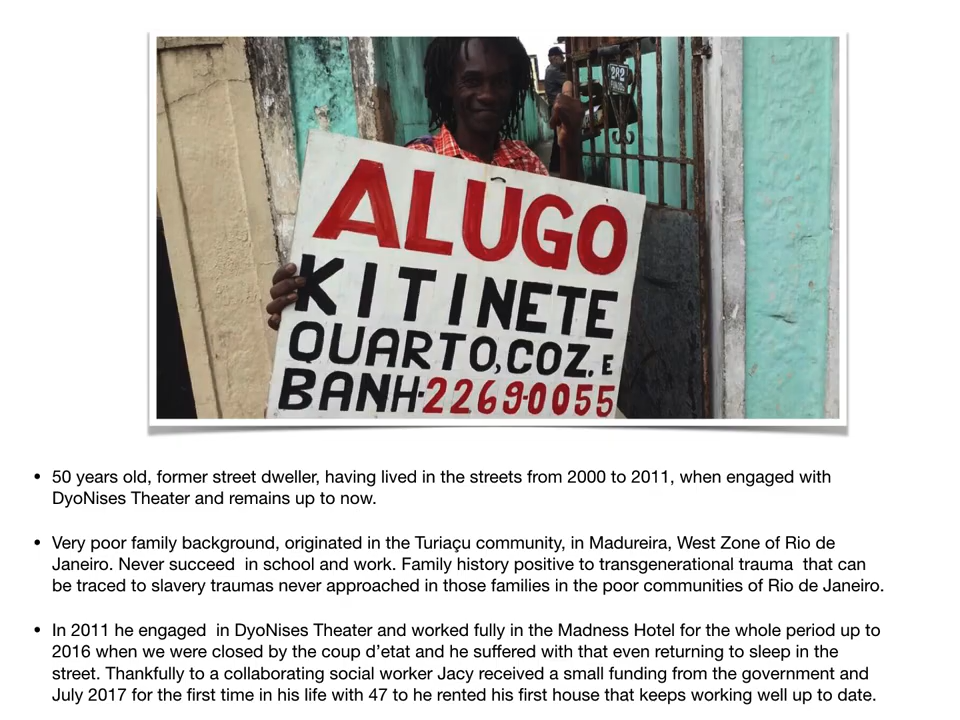 282
ALUGO
KITINETE
QUARTO, COZ. E
BANH·2269-0055
• 50 years old, former street dweller, having lived in the streets from 2000 to 2011, when engaged with
DyoNises Theater and remains up to now.
• Very poor family background, originated in the Turiaçu community, in Madureira, West Zone of Rio de
Janeiro. Never succeed  in school and work. Family history positive to transgenerational trauma  that can
be traced to slavery traumas never approached in those families in the poor communities of Rio de Janeiro.
• In 2011 he engaged  in DyoNises Theater and worked fully in the Madness Hotel for the whole period up to
2016 when we were closed by the coup d’etat and he suffered with that even returning to sleep in the
street. Thankfully to a collaborating social worker Jacy received a small funding from the government and
July 2017 for the first time in his life with 47 to he rented his first house that keeps working well up to date.